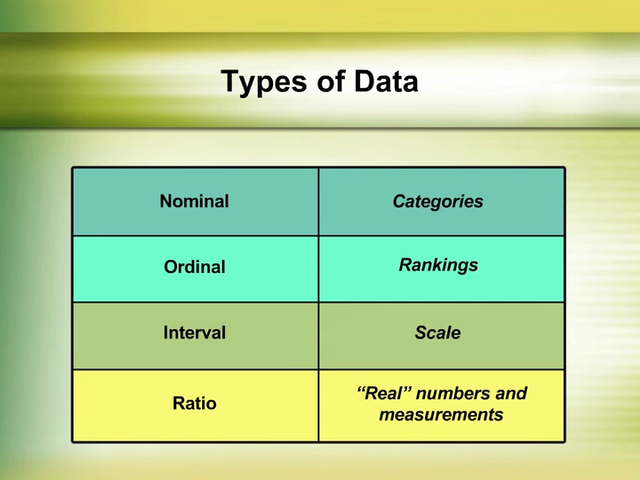 Types of Data
Nominal
Categories
Ordinal
Rankings
Interval
Scale
Ratio
“Real” numbers and
measurements